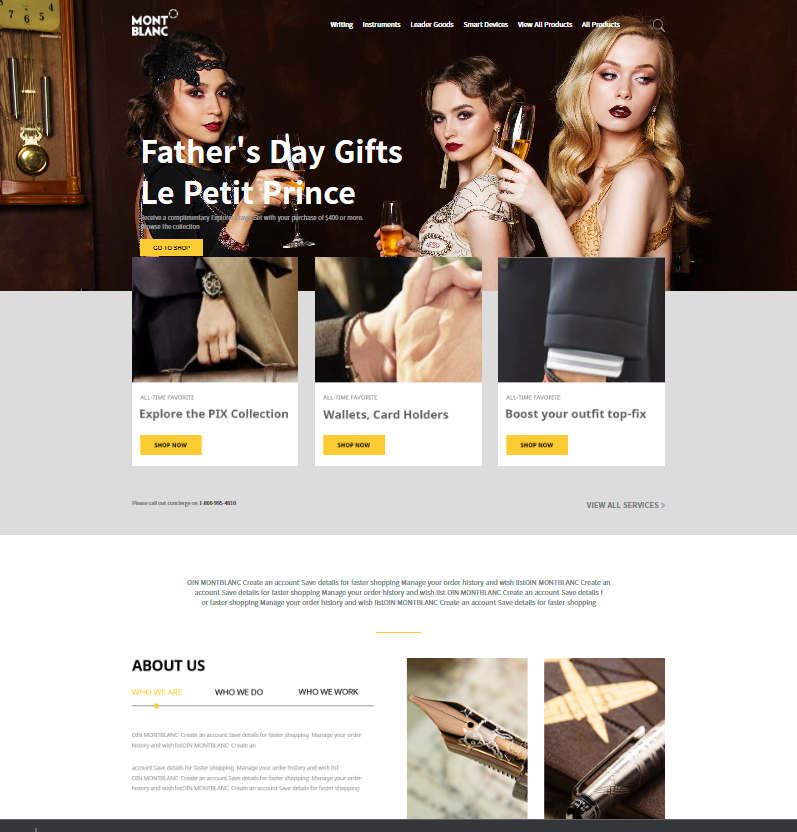 MONT
BLANC
Writing Instruments Leader Goods Smart Devices View All Products All Products
Father's Day Gifts
Le Petit Prince
Receive a complimentary Explorer Set with your purchase of $400 or more.
Browse the collection
GO TO SHOP
ALL-TIME FAVORITE
Explore the PIX Collection
SHOP NOW
ALL-TIME FAVORITE
Wallets, Card Holders
SHOP NOW
ALL-TIME FAVORITE
Boost your outfit top-fix
SHOP NOW
Please call out concierge on 1-800-995-4810
VIEW ALL SERVICES »
OIN MONTBLANC Create an account Save details for faster shopping Manage your order history and wish listOIN MONTBLANC Create an
account Save details for faster shopping Manage your order history and wish list OIN MONTBLANC Create an account Save details f
or faster shopping Manage your order history and wish listOIN MONTBLANC Create an account Save details for faster shopping
ABOUT US
WHO WE ARE WHO WE DO WHO WE WORK
OIN MONTBLANC Create an account Save details for faster shopping Manage your order
history and wish listOIN MONTBLANC Create an
account Save details for faster shopping Manage your order history and wish list
OIN MONTBLANC Create an account Save details for faster shopping Manage your order
history and wish listOIN MONTBLANC Create an account Save details for faster shopping